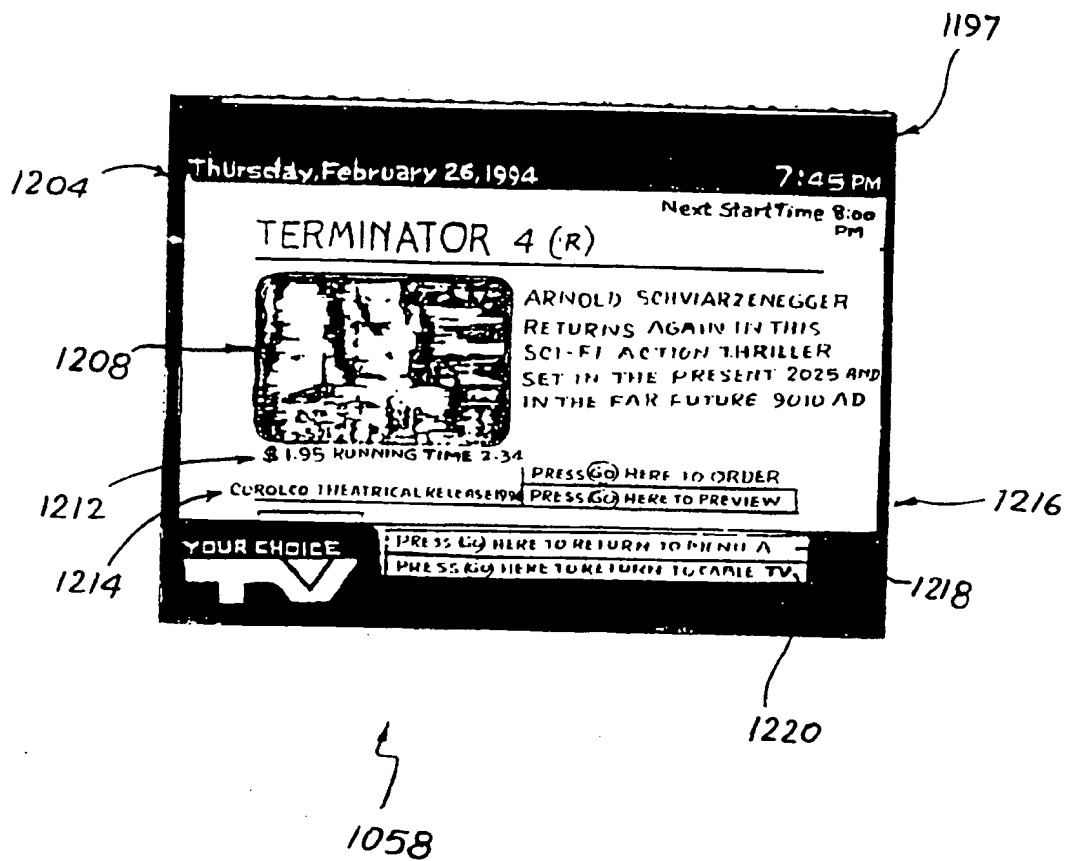 1197
Thursday, February 26, 1994 7:45 PM
1204
Next Start Time 8:00
PM
TERMINATOR 4 (R)
ARNOLD SCHVIARZENEGGER
RETURNS AGAIN IN THIS
1208
SCI-FI ACTION THRILLER
SET IN THE PRESENT 2025 AND
IN THE FAR FUTURE 9010 AD
$1.95 RUNNING TIME 2:34
PRESS GO HERE TO ORDER
1212
COROLCO THEATRICAL RELEASE
PRESS GO HERE TO PREVIEW
1216
YOUR CHOICE
PRESS GO HERE TO RETURN TO MENU A
1214
TV
PRESS GO HERE TO RETURN TO CABLE TV
1218
1220
1058